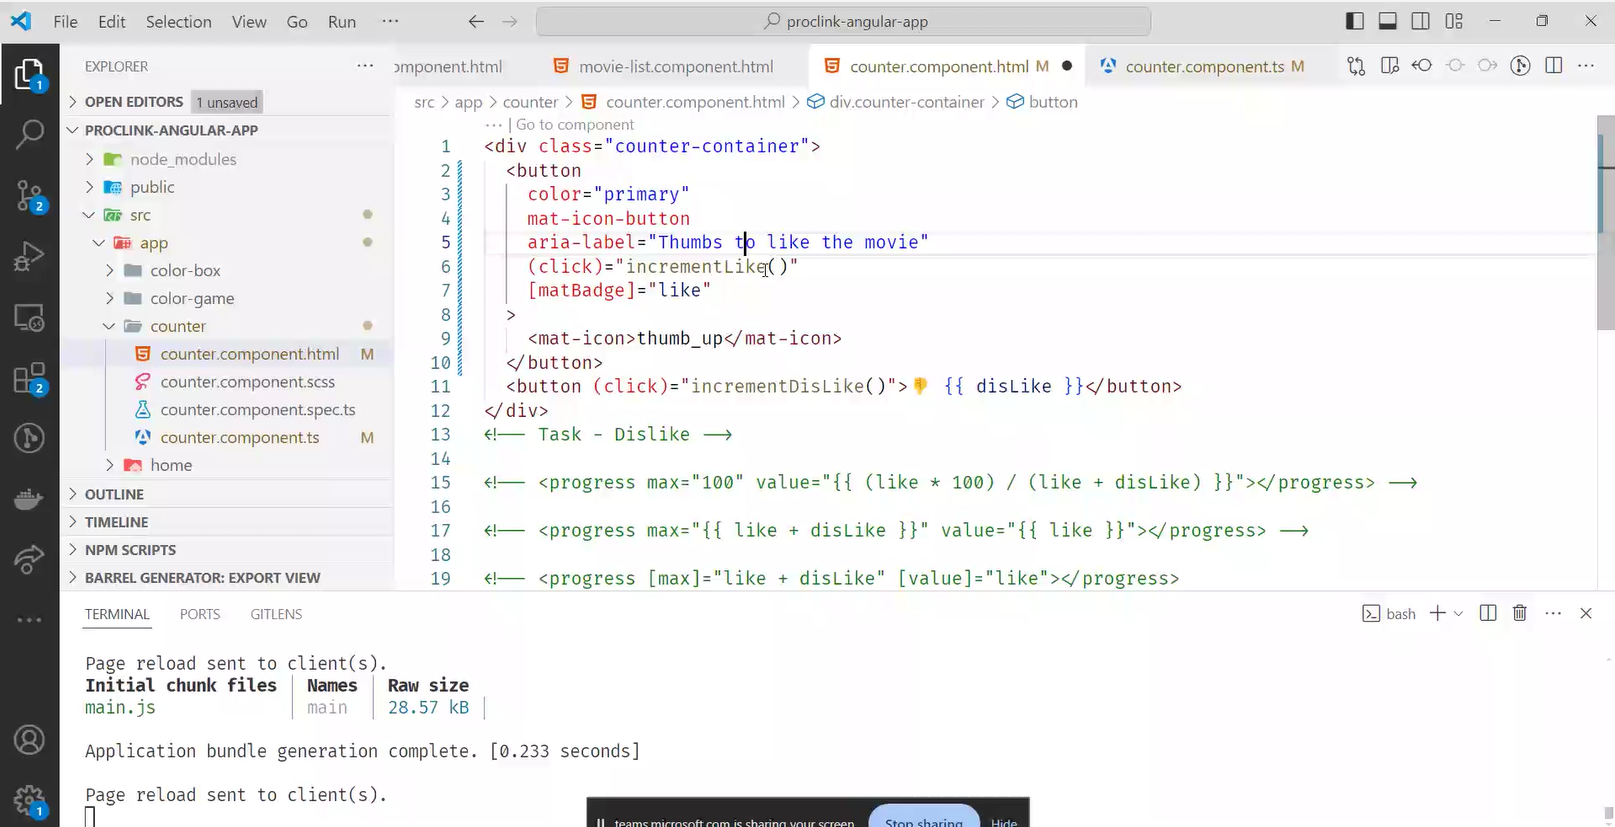 File Edit Selection View Go Run ··· proclink-angular-app
EXPLORER
OPEN EDITORS 1 unsaved
PROCLINK-ANGULAR-APP
node_modules
public
src
app
color-box
color-game
counter
counter.component.html M
counter.component.scss
counter.component.spec.ts
counter.component.ts M
home
OUTLINE
TIMELINE
NPM SCRIPTS
BARREL GENERATOR: EXPORT VIEW
1
2
2
1
omponent.html movie-list.component.html counter.component.html M counter.component.ts M
src > app > counter > counter.component.html > div.counter-container > button
··· | Go to component
1 <div class="counter-container">
2 <button
3 color="primary"
4 mat-icon-button
5 aria-label="Thumbs to like the movie"
6 (click)="incrementLike()"
7 [matBadge]="like"
8 >
9 <mat-icon>thumb_up</mat-icon>
10 </button>
11 <button (click)="incrementDisLike()">👎 {{ disLike }}</button>
12 </div>
13 <!-- Task - Dislike -->
14
15 <!-- <progress max="100" value="{{ (like * 100) / (like + disLike) }}"></progress> -->
16
17 <!-- <progress max="{{ like + disLike }}" value="{{ like }}"></progress> -->
18
19 <!-- <progress [max]="like + disLike" [value]="like"></progress>
TERMINAL PORTS GITLENS bash
Page reload sent to client(s).
Initial chunk files | Names | Raw size
main.js | main | 28.57 kB |
Application bundle generation complete. [0.233 seconds]
Page reload sent to client(s).
teams.microsoft.com is sharing your screen. Stop sharing Hide